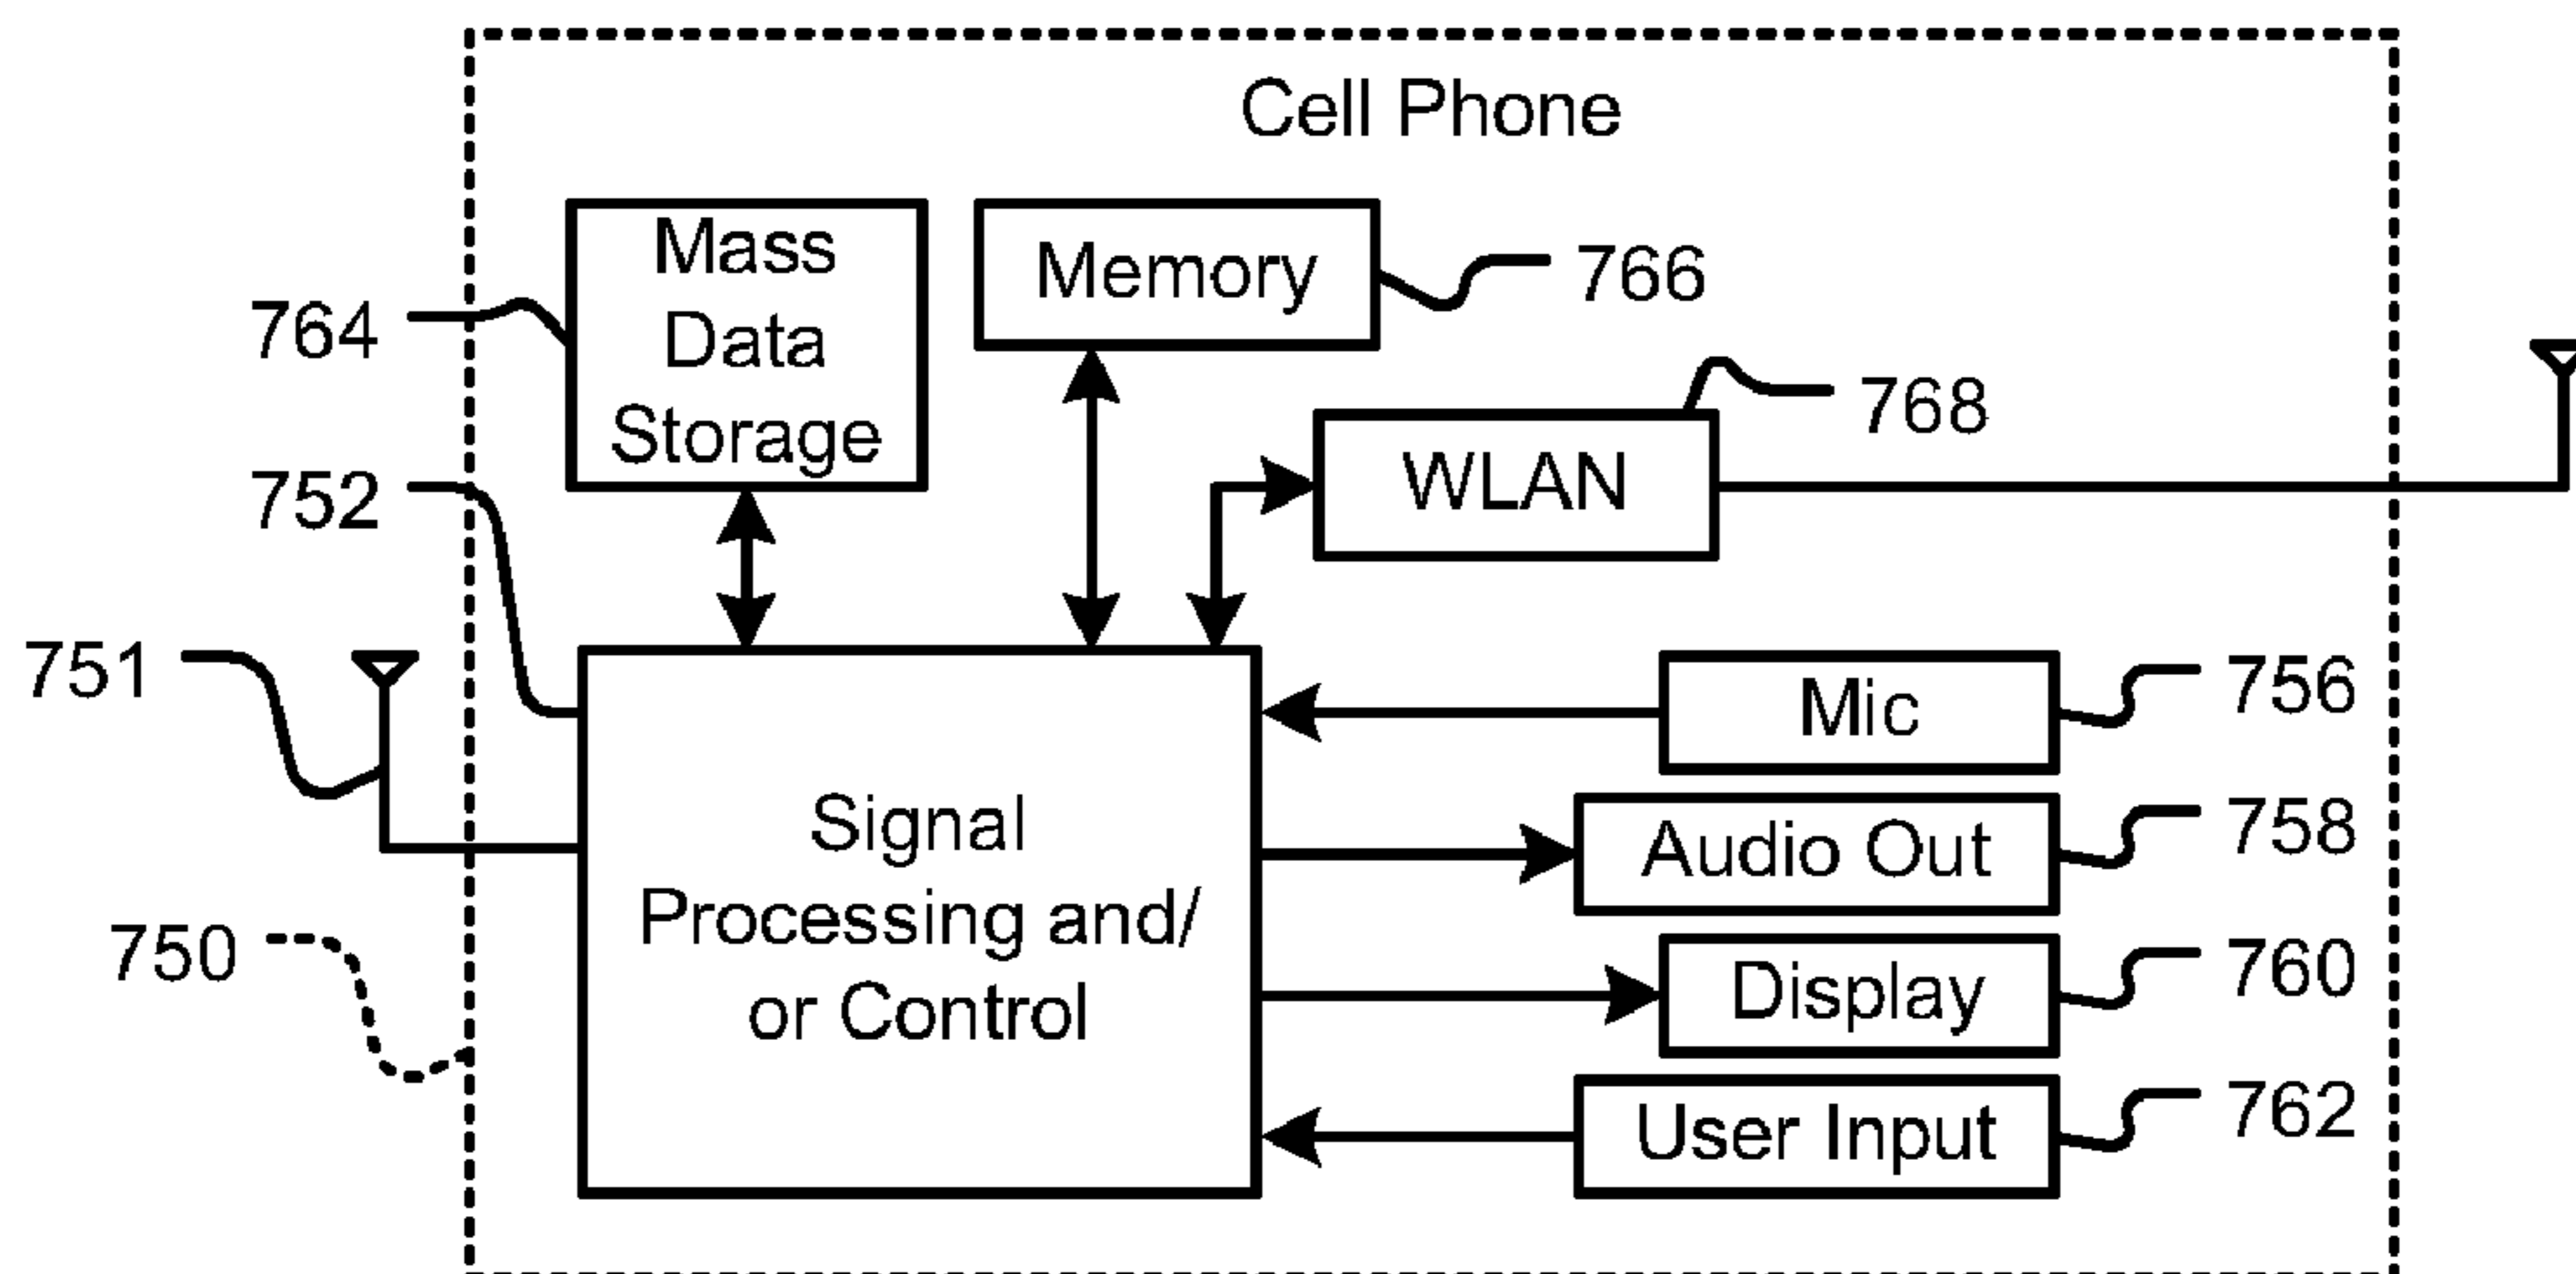 Cell Phone
Mass
Data
Storage
Memory
766
764
768
WLAN
752
751
Mic
756
Signal
Processing and/
or Control
Audio Out
758
750
Display
760
User Input
762